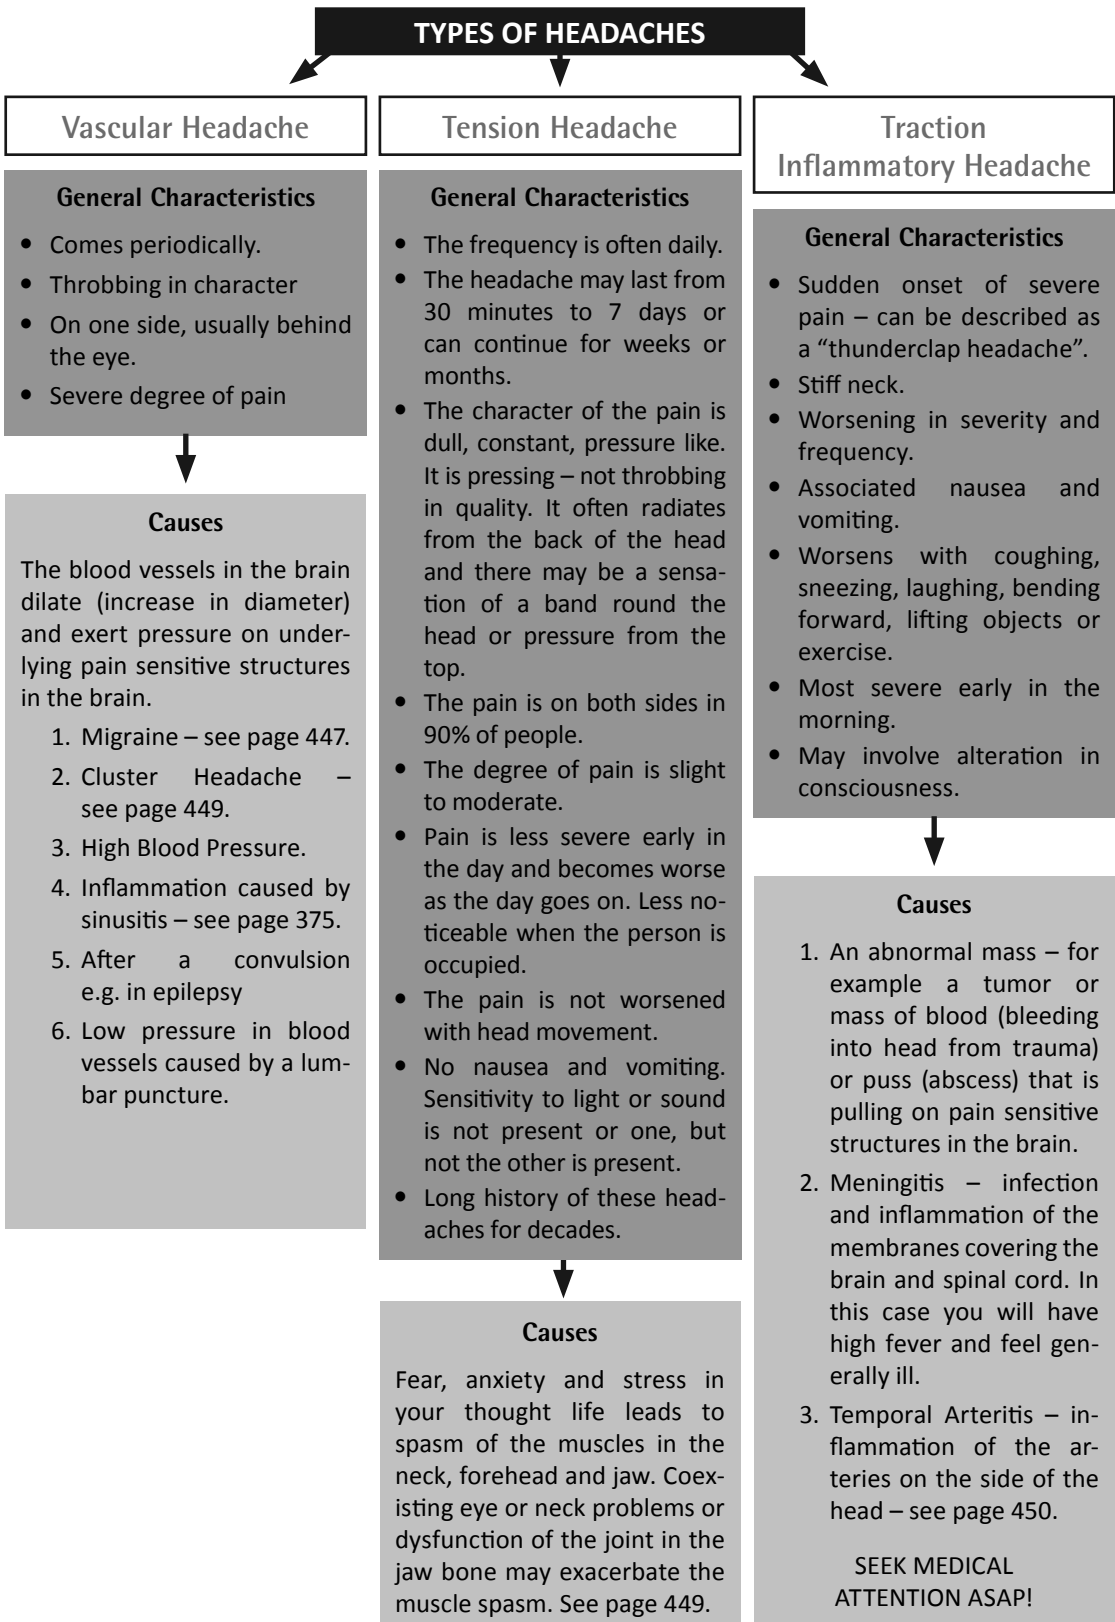 TYPES OF HEADACHES
Vascular Headache
General Characteristics
• Comes periodically.
• Throbbing in character
• On one side, usually behind
the eye.
• Severe degree of pain
Causes
The blood vessels in the brain
dilate (increase in diameter)
and exert pressure on under-
lying pain sensitive structures
in the brain.
1. Migraine – see page 447.
2. Cluster Headache –
see page 449.
3. High Blood Pressure.
4. Inflammation caused by
sinusitis – see page 375.
5. After a convulsion
e.g. in epilepsy
6. Low pressure in blood
vessels caused by a lum-
bar puncture.
Tension Headache
General Characteristics
• The frequency is often daily.
• The headache may last from
30 minutes to 7 days or
can continue for weeks or
months.
• The character of the pain is
dull, constant, pressure like.
It is pressing – not throbbing
in quality. It often radiates
from the back of the head
and there may be a sensa-
tion of a band round the
head or pressure from the
top.
• The pain is on both sides in
90% of people.
• The degree of pain is slight
to moderate.
• Pain is less severe early in
the day and becomes worse
as the day goes on. Less no-
ticeable when the person is
occupied.
• The pain is not worsened
with head movement.
• No nausea and vomiting.
Sensitivity to light or sound
is not present or one, but
not the other is present.
• Long history of these head-
aches for decades.
Causes
Fear, anxiety and stress in
your thought life leads to
spasm of the muscles in the
neck, forehead and jaw. Coex-
isting eye or neck problems or
dysfunction of the joint in the
jaw bone may exacerbate the
muscle spasm. See page 449.
Traction
Inflammatory Headache
General Characteristics
• Sudden onset of severe
pain – can be described as
a “thunderclap headache”.
• Stiff neck.
• Worsening in severity and
frequency.
• Associated nausea and
vomiting.
• Worsens with coughing,
sneezing, laughing, bending
forward, lifting objects or
exercise.
• Most severe early in the
morning.
• May involve alteration in
consciousness.
Causes
1. An abnormal mass – for
example a tumor or
mass of blood (bleeding
into head from trauma)
or puss (abscess) that is
pulling on pain sensitive
structures in the brain.
2. Meningitis – infection
and inflammation of the
membranes covering the
brain and spinal cord. In
this case you will have
high fever and feel gen-
erally ill.
3. Temporal Arteritis – in-
flammation of the ar-
teries on the side of the
head – see page 450.
SEEK MEDICAL
ATTENTION ASAP!